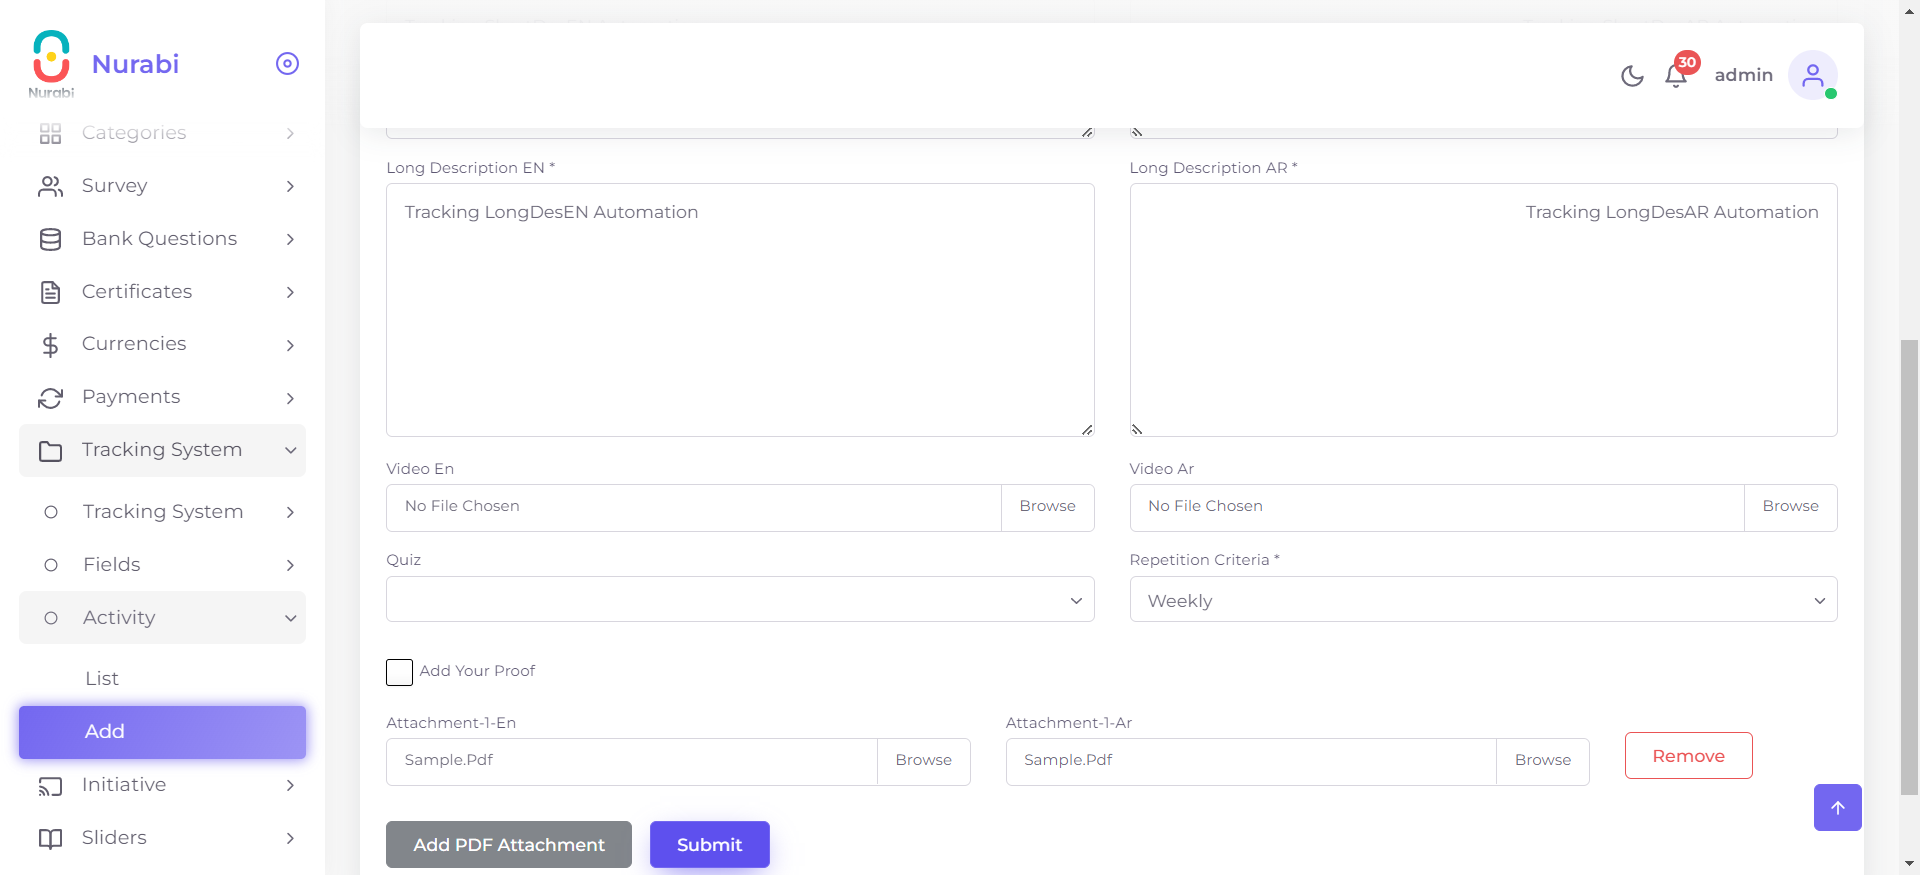 Nurabi
Nurabi
Categories
Survey
Bank Questions
Certificates
Currencies
Payments
Tracking System
Tracking System
Fields
Activity
List
Add
Initiative
Sliders
30
admin
Long Description EN *
Long Description AR *
Tracking LongDesEN Automation
Tracking LongDesAR Automation
Video En
Video Ar
No File Chosen
Browse
No File Chosen
Browse
Quiz
Repetition Criteria *
Weekly
Add Your Proof
Attachment-1-En
Attachment-1-Ar
Sample.Pdf
Browse
Sample.Pdf
Browse
Remove
Add PDF Attachment
Submit